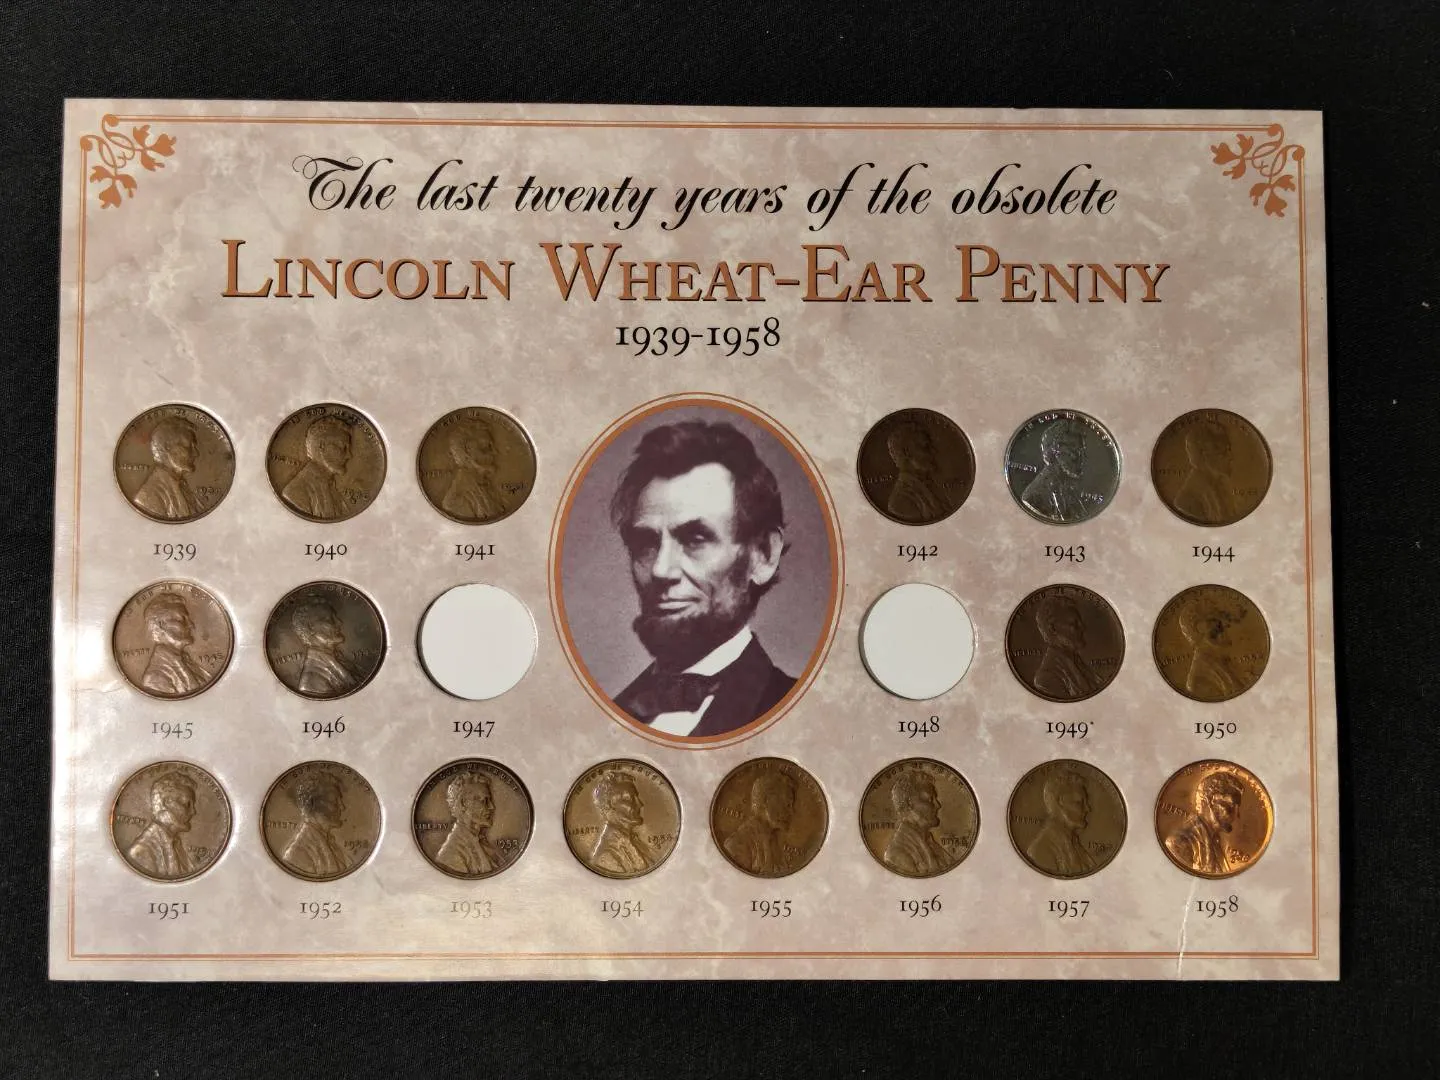 The last twenty years of the obsolete
LINCOLN WHEAT-EAR PENNY
1939-1958
1939 1940 1941 1942 1943 1944
1945 1946 1947 1948 1949 1950
1951 1952 1953 1954 1955 1956 1957 1958